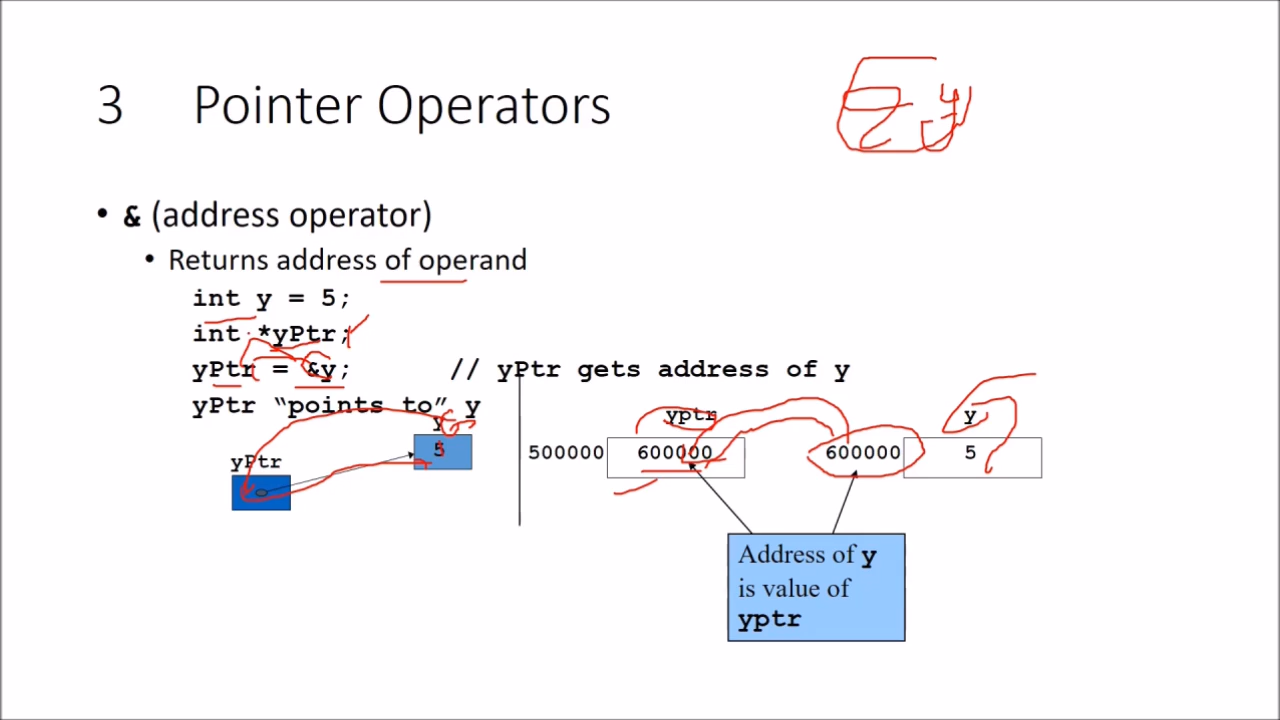 3 Pointer Operators
• & (address operator)
• Returns address of operand
int y = 5;
int *yPtr;
yPtr = &y; // yPtr gets address of y
yPtr “points to” y
yPtr
y
5
yptr
y
500000 600000 600000 5
Address of y
is value of
yptr